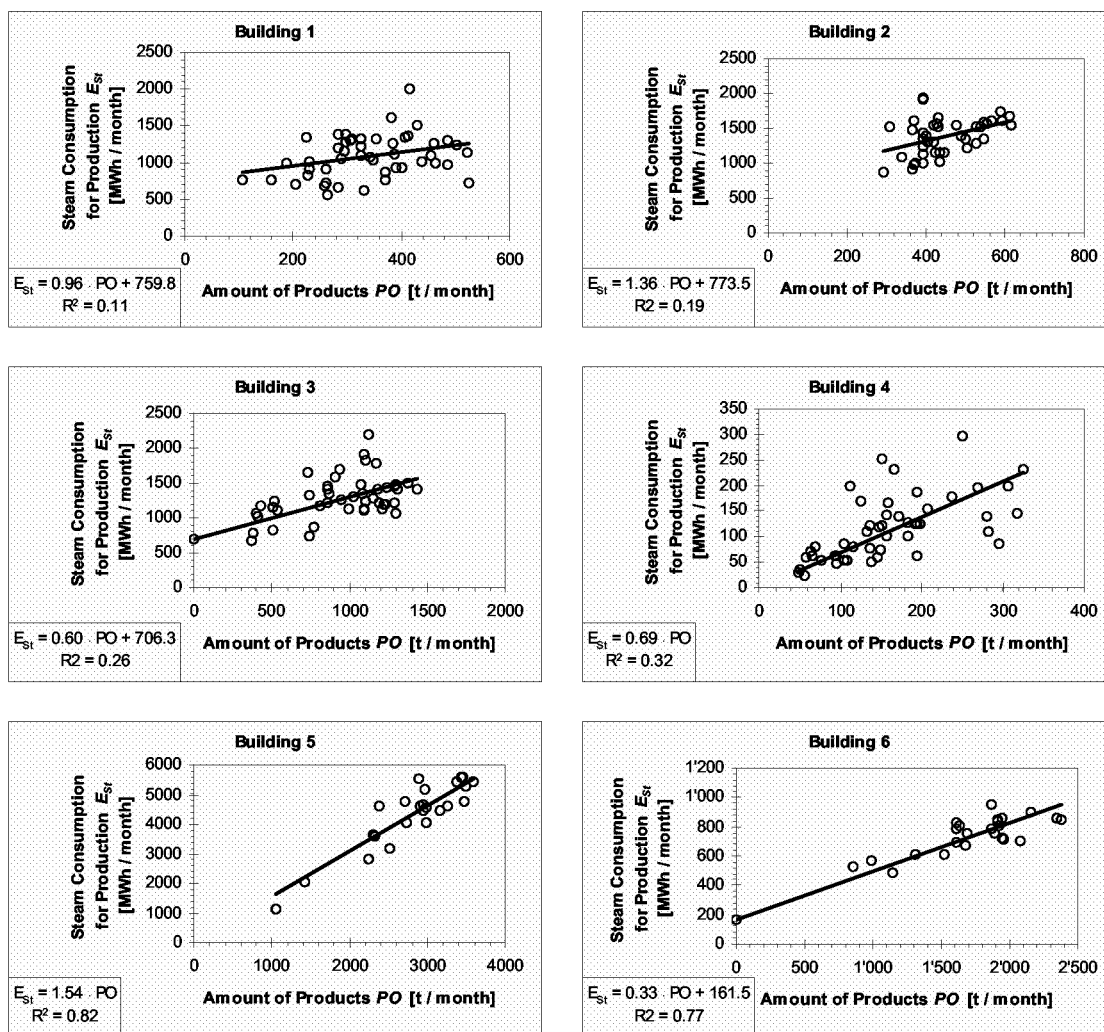 Building 1
Steam Consumption
for Production E_St
[MWh / month]
2500
2000
1500
1000
500
0
0 200 400 600
Amount of Products PO [t / month]
E_St = 0.96 . PO + 759.8
R² = 0.11
Building 2
Steam Consumption
for Production E_St
[MWh / month]
2500
2000
1500
1000
500
0
0 200 400 600 800
Amount of Products PO [t / month]
E_St = 1.36 . PO + 773.5
R2 = 0.19
Building 3
Steam Consumption
for Production E_St
[MWh / month]
2500
2000
1500
1000
500
0
0 500 1000 1500 2000
Amount of Products PO [t / month]
E_St = 0.60 . PO + 706.3
R2 = 0.26
Building 4
Steam Consumption
for Production E_St
[MWh / month]
350
300
250
200
150
100
50
0
0 100 200 300 400
Amount of Products PO [t / month]
E_St = 0.69 . PO
R² = 0.32
Building 5
Steam Consumption
for Production E_St
[MWh / month]
6000
5000
4000
3000
2000
1000
0
0 1000 2000 3000 4000
Amount of Products PO [t / month]
E_St = 1.54 . PO
R² = 0.82
Building 6
Steam Consumption
for Production E_St
[MWh / month]
1'200
1'000
800
600
400
200
0
0 500 1'000 1'500 2'000 2'500
Amount of Products PO [t / month]
E_St = 0.33 . PO + 161.5
R2 = 0.77